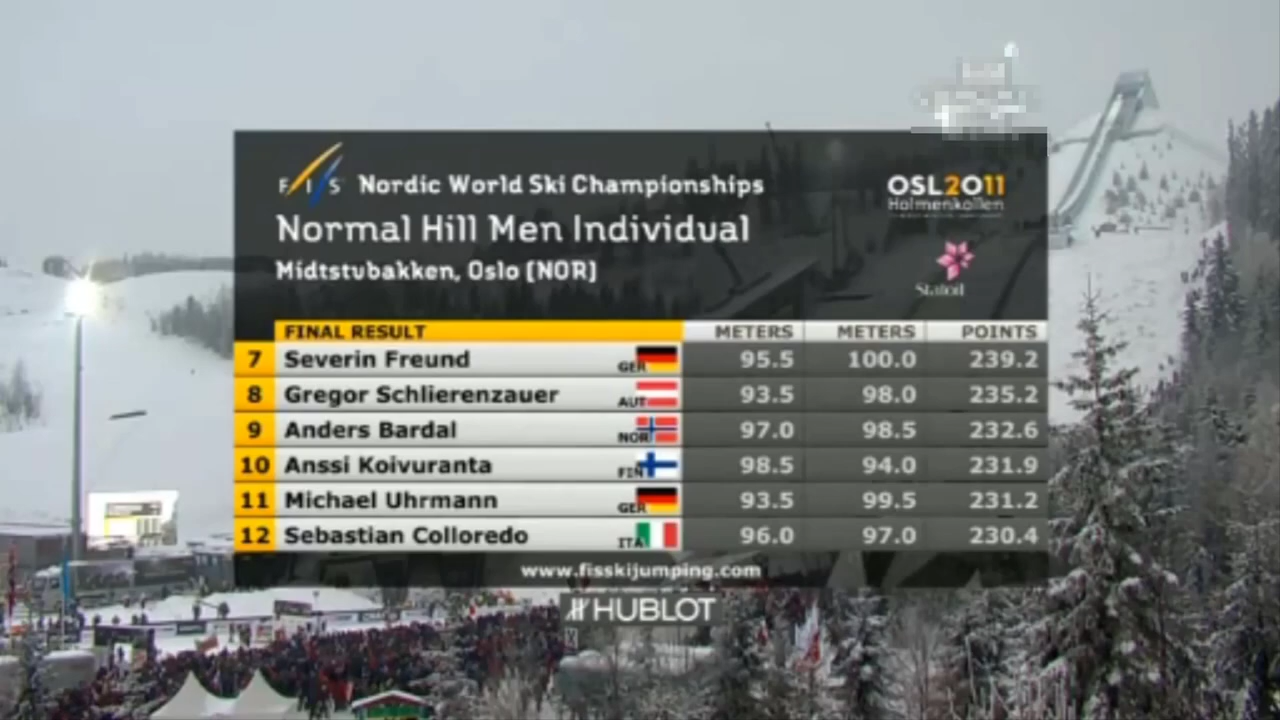 FIS Nordic World Ski Championships
OSL2011
Holmenkollen
Normal Hill Men Individual
Midtstubakken, Oslo (NOR)
Statoil
FINAL RESULT METERS METERS POINTS
7 Severin Freund GER 95.5 100.0 239.2
8 Gregor Schlierenzauer AUT 93.5 98.0 235.2
9 Anders Bardal NOR 97.0 98.5 232.6
10 Anssi Koivuranta FIN 98.5 94.0 231.9
11 Michael Uhrmann GER 93.5 99.5 231.2
12 Sebastian Colloredo ITA 96.0 97.0 230.4
www.fisskijumping.com
HUBLOT